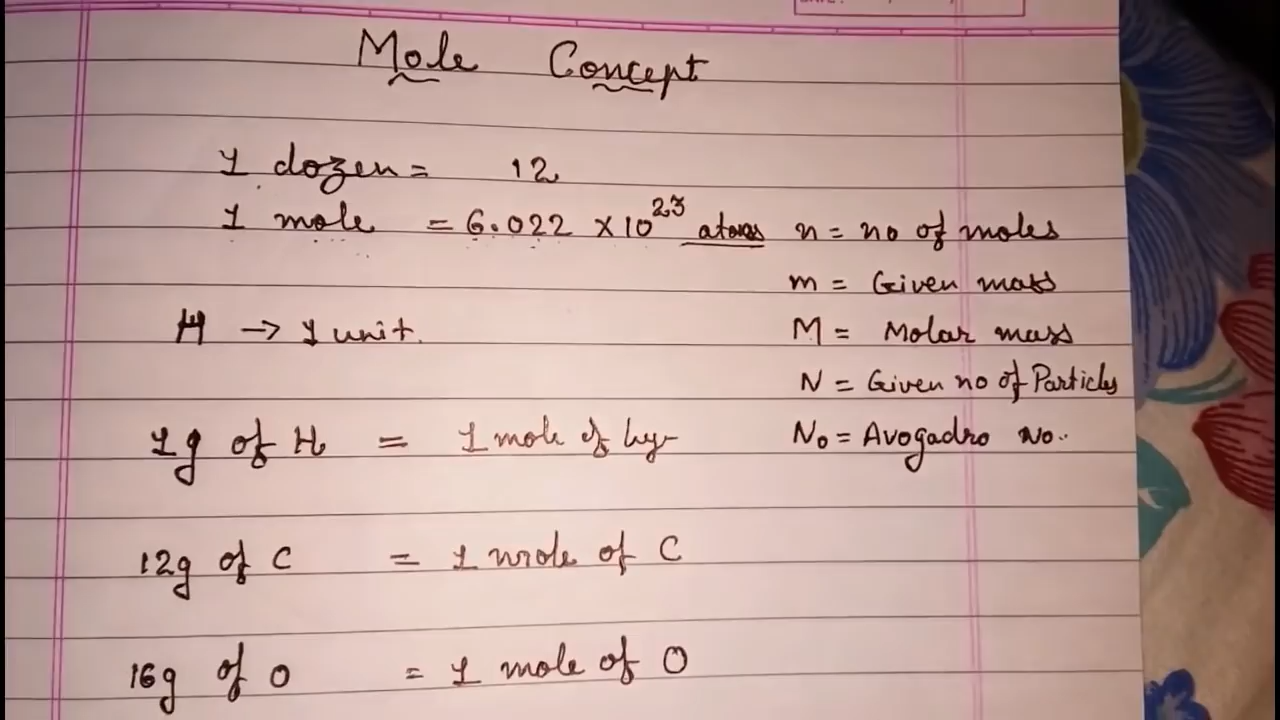 Mole Concept
1 dozen = 12
1 mole = 6.022 × 10²³ atoms
n = no of moles
m = Given mass
M = Molar mass
N = Given no of Particles
N₀ = Avogadro No.
H → 1 unit.
1g of H = 1 mole of hy-
12g of C = 1 mole of C
16g of O = 1 mole of O